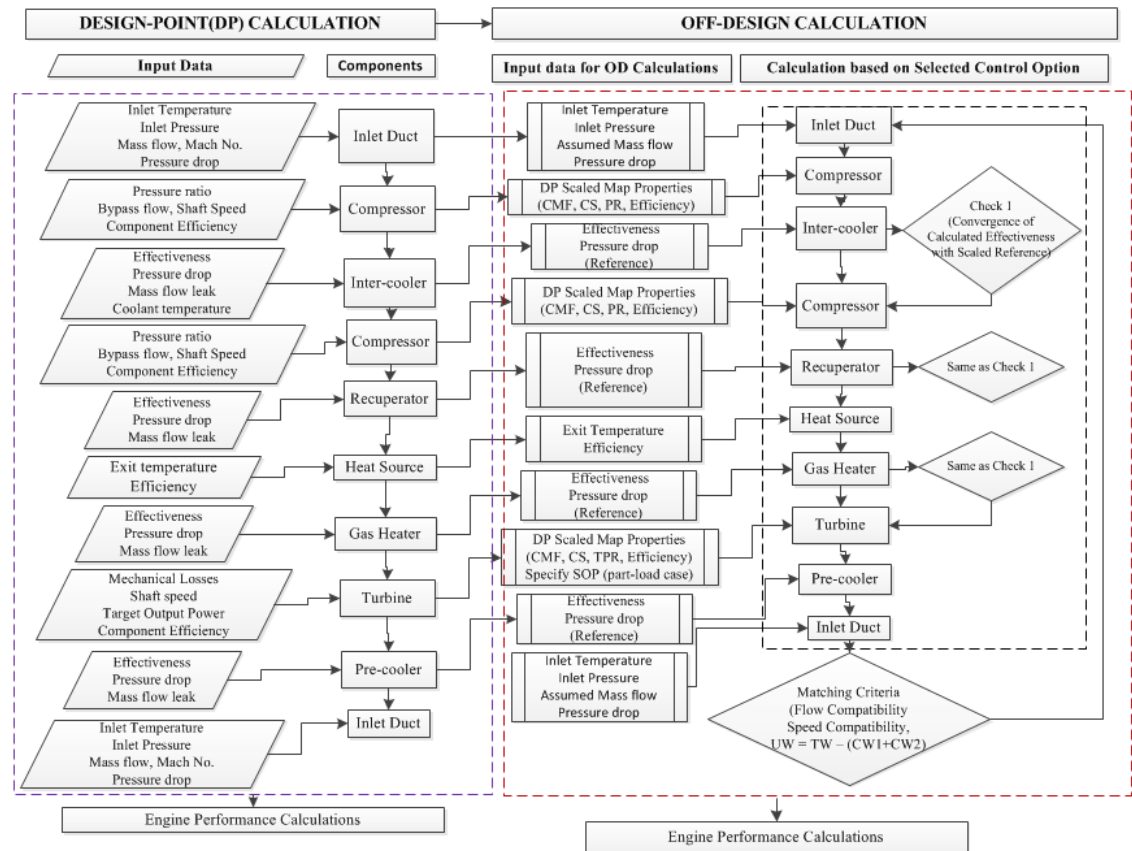 DESIGN-POINT(DP) CALCULATION
OFF-DESIGN CALCULATION
Input Data
Components
Input data for OD Calculations
Calculation based on Selected Control Option
Inlet Temperature
Inlet Pressure
Mass flow, Mach No.
Pressure drop
Inlet Duct
Inlet Temperature
Inlet Pressure
Assumed Mass flow
Pressure drop
Inlet Duct
Pressure ratio
Bypass flow, Shaft Speed
Component Efficiency
Compressor
DP Scaled Map Properties
(CMF, CS, PR, Efficiency)
Compressor
Effectiveness
Pressure drop
Mass flow leak
Coolant temperature
Inter-cooler
Effectiveness
Pressure drop
(Reference)
Inter-cooler
Check 1
(Convergence of
Calculated Effectiveness
with Scaled Reference)
Pressure ratio
Bypass flow, Shaft Speed
Component Efficiency
Compressor
DP Scaled Map Properties
(CMF, CS, PR, Efficiency)
Compressor
Effectiveness
Pressure drop
Mass flow leak
Recuperator
Effectiveness
Pressure drop
(Reference)
Recuperator
Same as Check 1
Exit temperature
Efficiency
Heat Source
Exit Temperature
Efficiency
Heat Source
Effectiveness
Pressure drop
Mass flow leak
Gas Heater
Effectiveness
Pressure drop
(Reference)
Gas Heater
Same as Check 1
Mechanical Losses
Shaft speed
Target Output Power
Component Efficiency
Turbine
DP Scaled Map Properties
(CMF, CS, TPR, Efficiency)
Specify SOP (part-load case)
Turbine
Effectiveness
Pressure drop
Mass flow leak
Pre-cooler
Effectiveness
Pressure drop
(Reference)
Pre-cooler
Inlet Temperature
Inlet Pressure
Mass flow, Mach No.
Pressure drop
Inlet Duct
Inlet Temperature
Inlet Pressure
Assumed Mass flow
Pressure drop
Inlet Duct
Matching Criteria
(Flow Compatibility
Speed Compatibility,
UW = TW – (CW1+CW2)
Engine Performance Calculations
Engine Performance Calculations